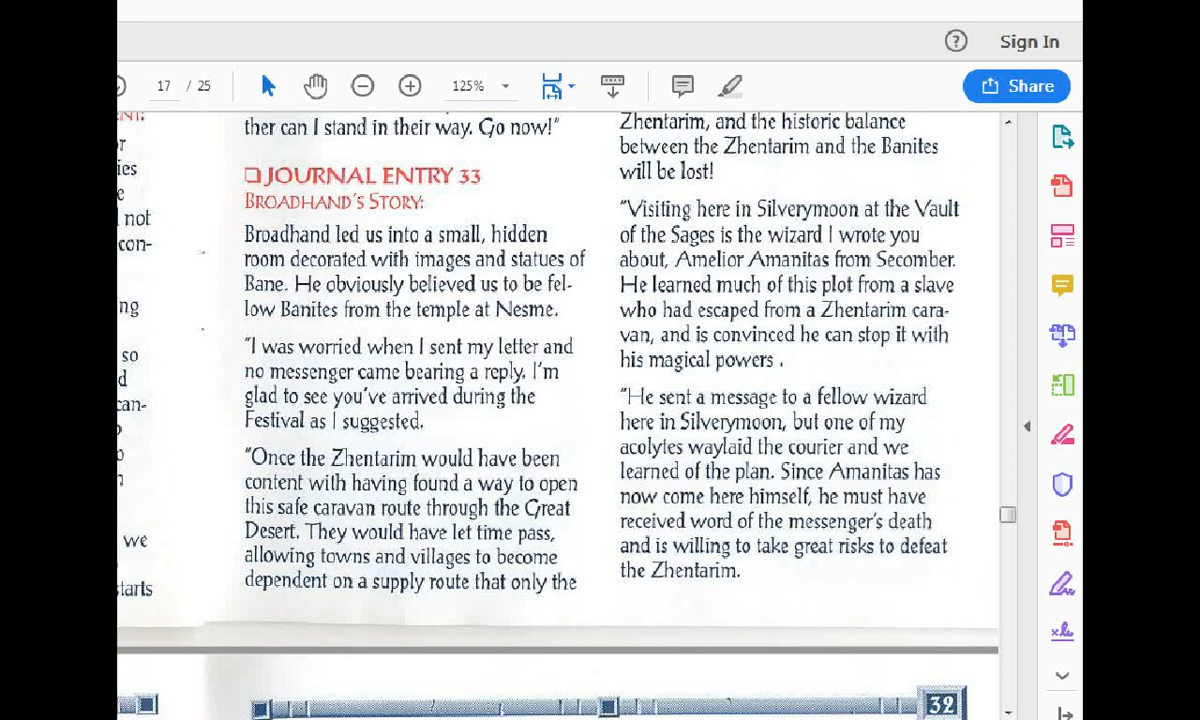 Sign In
17 / 25
125%
Share
ENT:
or
ies
e
not
con-
ng
so
d
can-
o
we
starts
ther can I stand in their way. Go now!"
❑ JOURNAL ENTRY 33
BROADHAND'S STORY:
Broadhand led us into a small, hidden
room decorated with images and statues of
Bane. He obviously believed us to be fel-
low Banites from the temple at Nesme.
"I was worried when I sent my letter and
no messenger came bearing a reply. I'm
glad to see you've arrived during the
Festival as I suggested.
"Once the Zhentarim would have been
content with having found a way to open
this safe caravan route through the Great
Desert. They would have let time pass,
allowing towns and villages to become
dependent on a supply route that only the
Zhentarim, and the historic balance
between the Zhentarim and the Banites
will be lost!
"Visiting here in Silverymoon at the Vault
of the Sages is the wizard I wrote you
about, Amelior Amanitas from Secomber.
He learned much of this plot from a slave
who had escaped from a Zhentarim cara-
van, and is convinced he can stop it with
his magical powers .
"He sent a message to a fellow wizard
here in Silverymoon, but one of my
acolytes waylaid the courier and we
learned of the plan. Since Amanitas has
now come here himself, he must have
received word of the messenger's death
and is willing to take great risks to defeat
the Zhentarim.
32